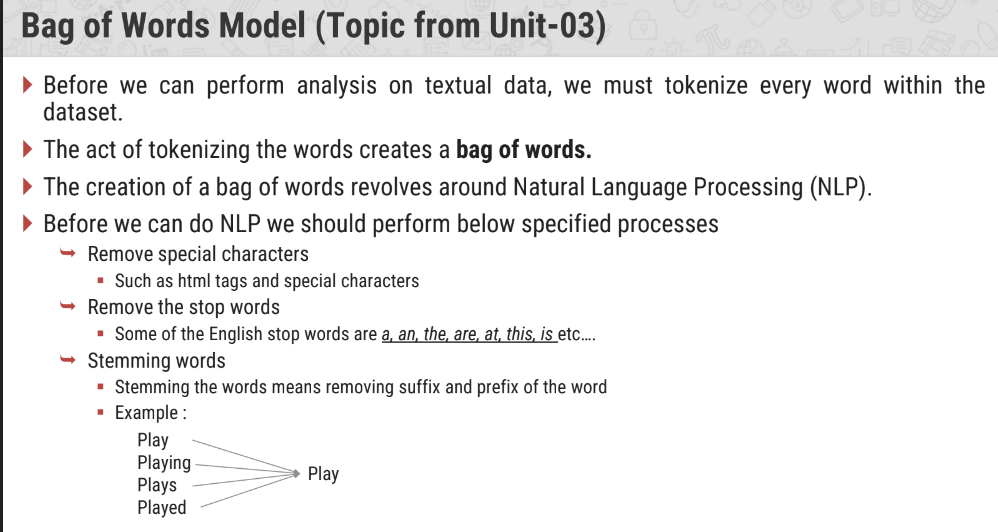 Bag of Words Model (Topic from Unit-03)
Before we can perform analysis on textual data, we must tokenize every word within the
dataset.
The act of tokenizing the words creates a bag of words.
The creation of a bag of words revolves around Natural Language Processing (NLP).
Before we can do NLP we should perform below specified processes
Remove special characters
Such as html tags and special characters
Remove the stop words
Some of the English stop words are a, an, the, are, at, this, is etc….
Stemming words
Stemming the words means removing suffix and prefix of the word
Example :
Play
Playing
Plays
Played
Play